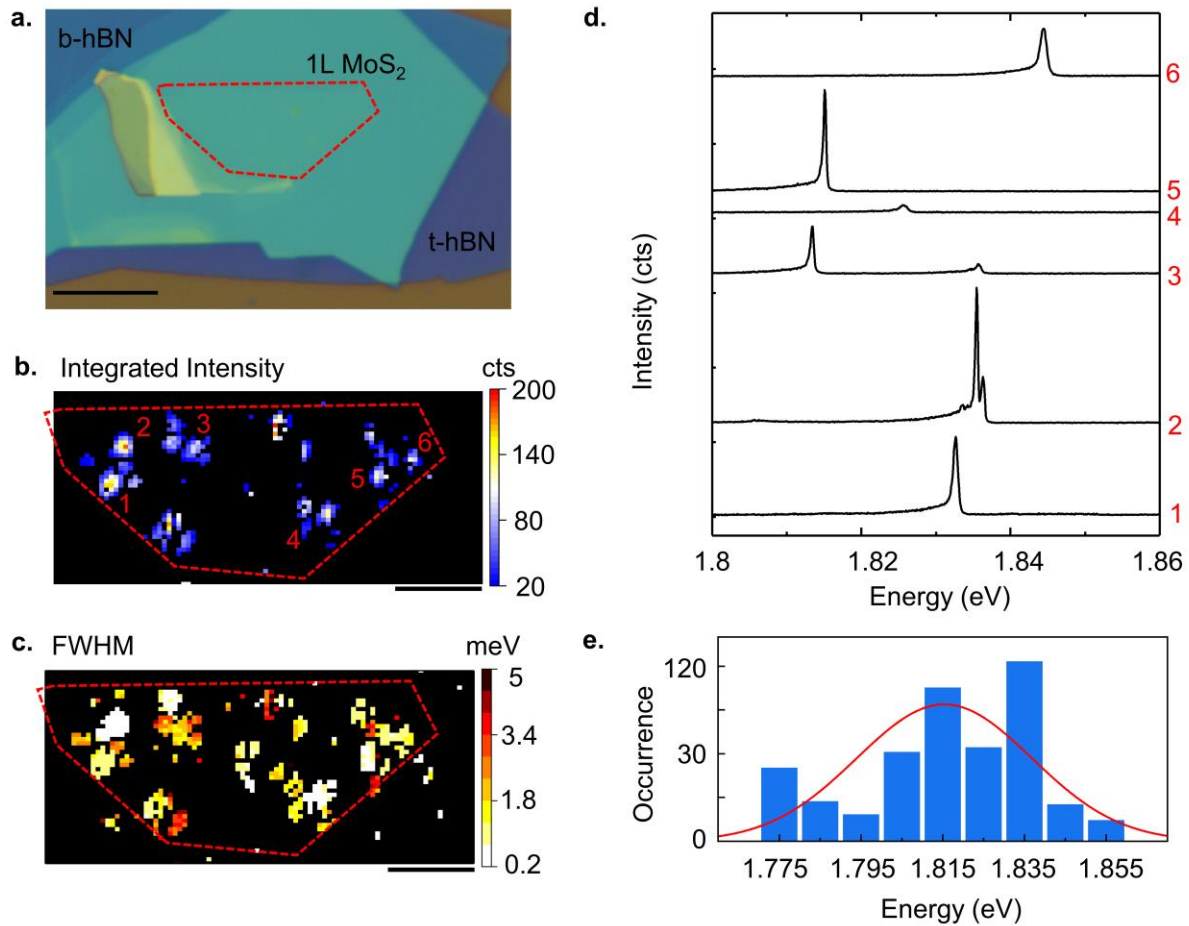 a.
b-hBN
1L MoS₂
t-hBN
b. Integrated Intensity
cts
200
140
80
20
1
2
3
4
5
6
c. FWHM
meV
5
3.4
1.8
0.2
d.
Intensity (cts)
6
5
4
3
2
1
1.8 1.82 1.84 1.86
Energy (eV)
e.
Occurrence
120
30
0
1.775 1.795 1.815 1.835 1.855
Energy (eV)